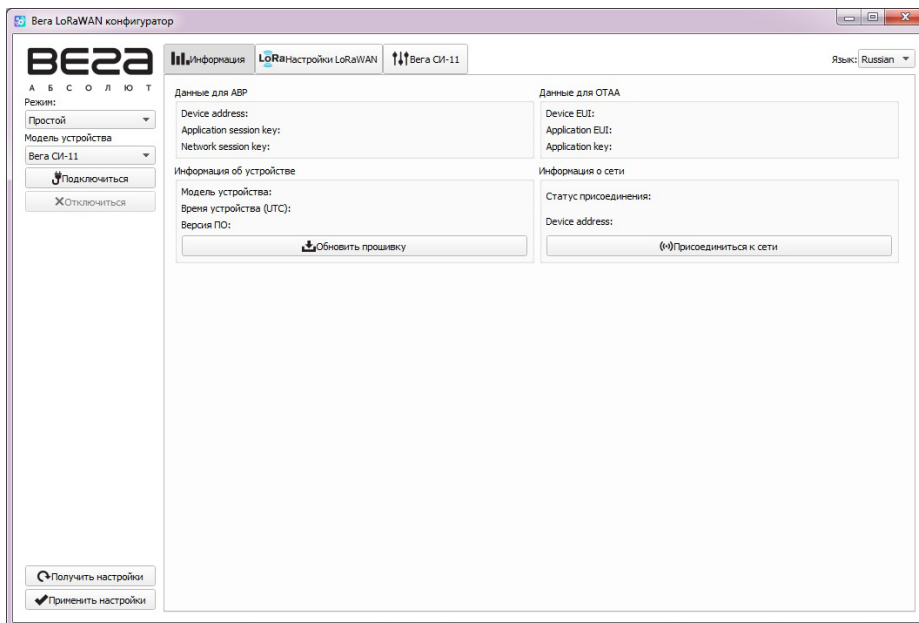 Вега LoRaWAN конфигуратор
ВЕГА
АБСОЛЮТ
Режим:
Простой
Модель устройства
Вега СИ-11
Подключиться
Отключиться
Получить настройки
Применить настройки
Информация
LoRa Настройки LoRaWAN
Вега СИ-11
Язык: Russian
Данные для ABP
Device address:
Application session key:
Network session key:
Данные для OTAA
Device EUI:
Application EUI:
Application key:
Информация об устройстве
Модель устройства:
Время устройства (UTC):
Версия ПО:
Обновить прошивку
Информация о сети
Статус присоединения:
Device address:
Присоединиться к сети